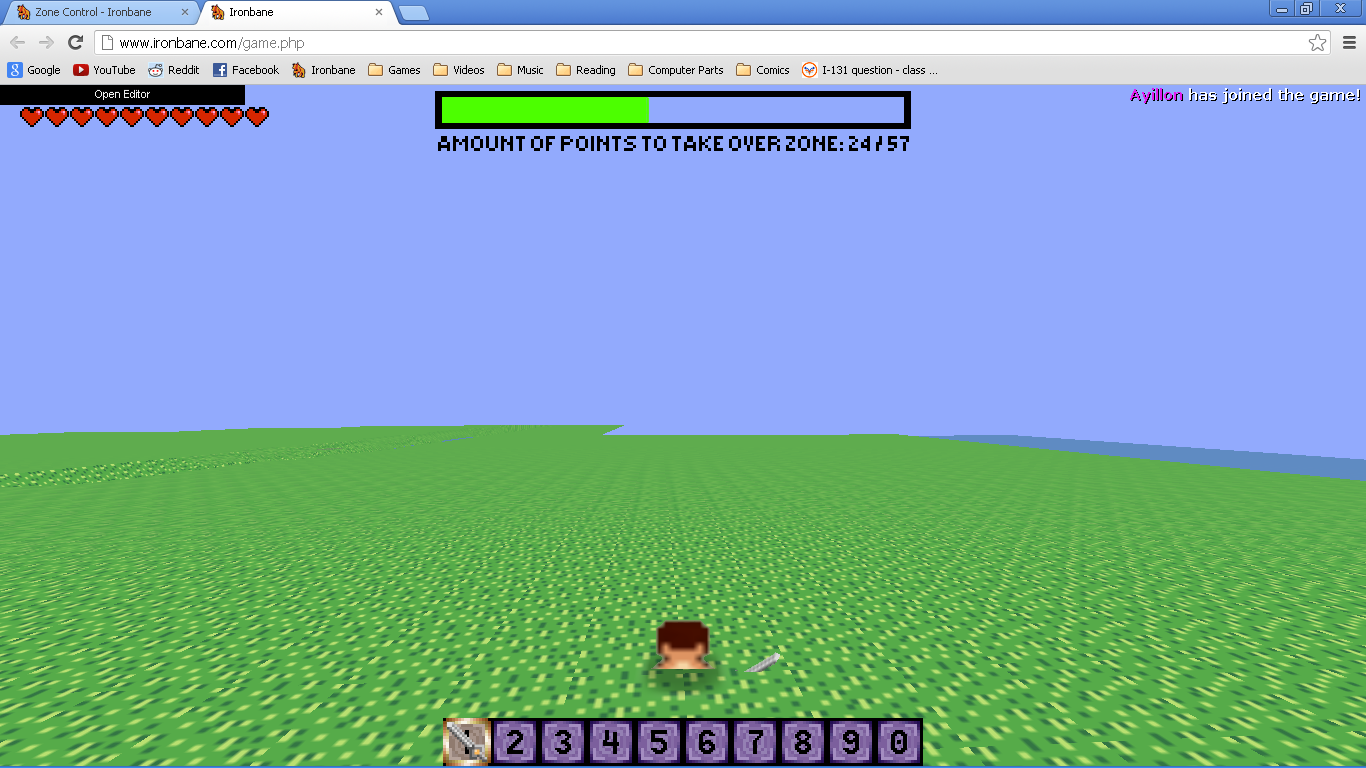 Zone Control - Ironbane
Ironbane
www.ironbane.com/game.php
Google YouTube Reddit Facebook Ironbane Games Videos Music Reading Computer Parts Comics I-131 question - class ...
Open Editor
Ayillon has joined the game!
AMOUNT OF POINTS TO TAKE OVER ZONE: 24/57
1 2 3 4 5 6 7 8 9 0